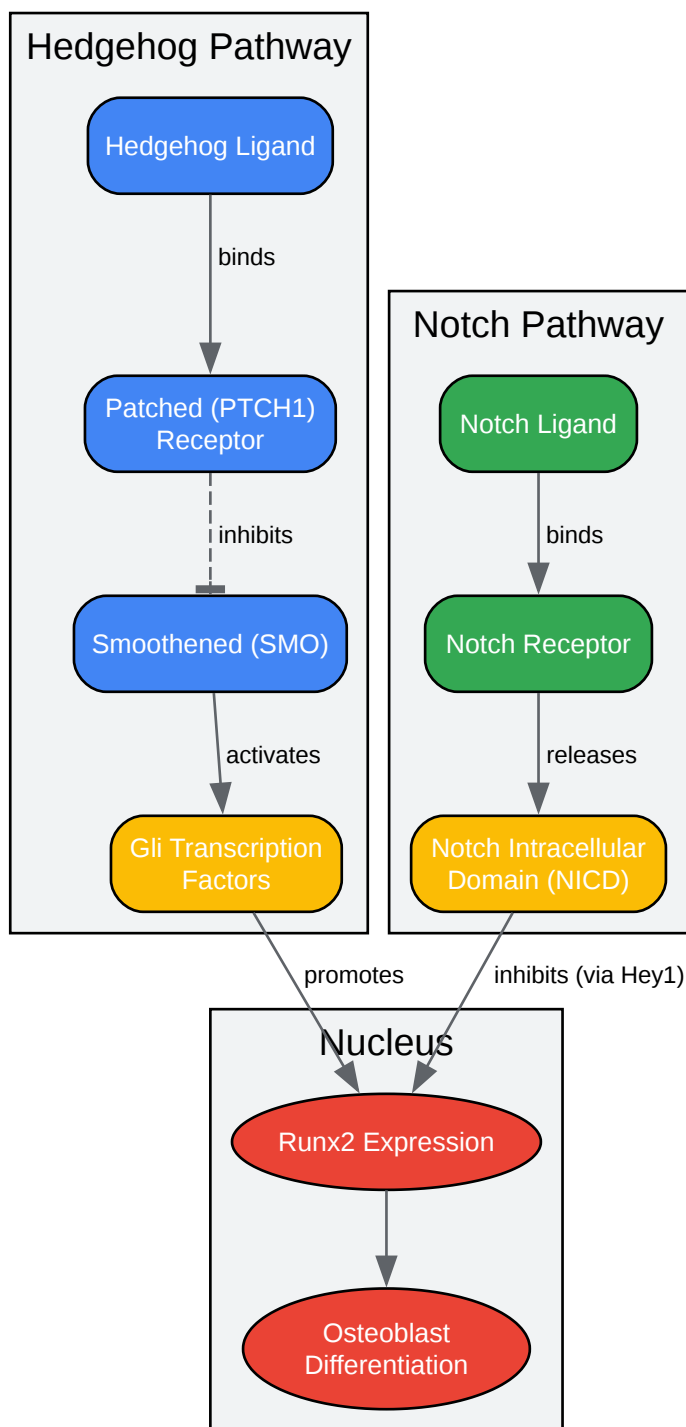 Hedgehog Pathway
Hedgehog Ligand
binds
Patched (PTCH1)
Receptor
inhibits
Smoothened (SMO)
activates
Gli Transcription
Factors
promotes
Notch Pathway
Notch Ligand
binds
Notch Receptor
releases
Notch Intracellular
Domain (NICD)
inhibits (via Hey1)
Nucleus
Runx2 Expression
Osteoblast
Differentiation